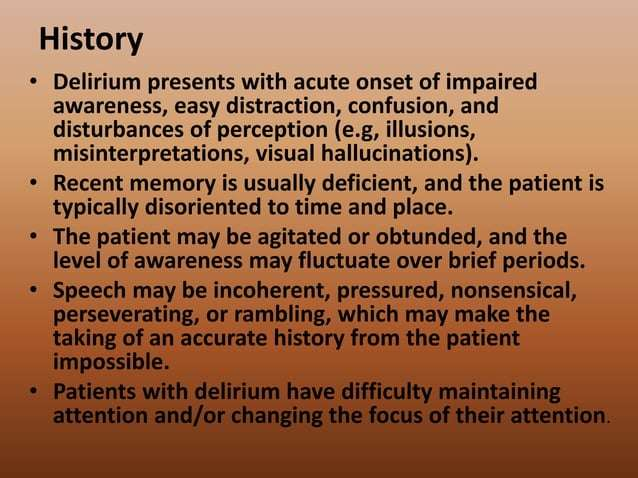 History
• Delirium presents with acute onset of impaired
awareness, easy distraction, confusion, and
disturbances of perception (e.g, illusions,
misinterpretations, visual hallucinations).
• Recent memory is usually deficient, and the patient is
typically disoriented to time and place.
• The patient may be agitated or obtunded, and the
level of awareness may fluctuate over brief periods.
• Speech may be incoherent, pressured, nonsensical,
perseverating, or rambling, which may make the
taking of an accurate history from the patient
impossible.
• Patients with delirium have difficulty maintaining
attention and/or changing the focus of their attention.